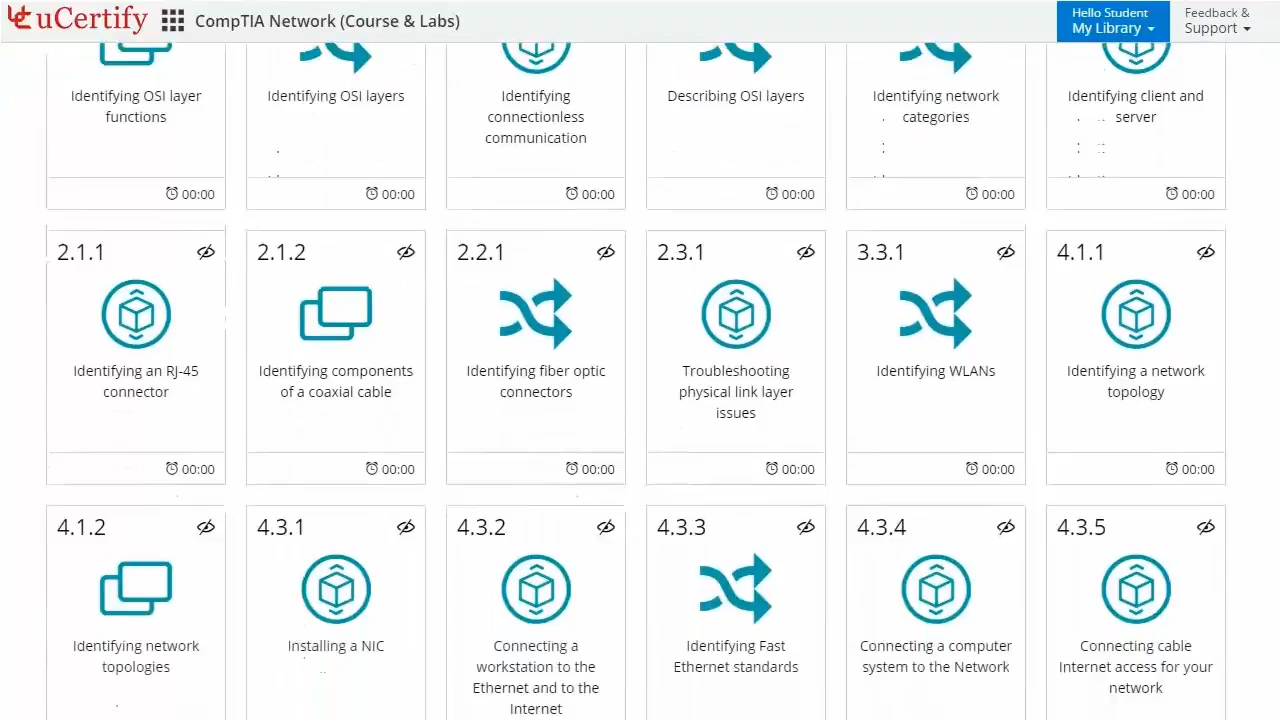 uCertify CompTIA Network (Course & Labs) Hello Student Feedback &
My Library Support
Identifying OSI layer Identifying OSI layers Identifying Describing OSI layers Identifying network Identifying client and
functions connectionless categories server
communication
00:00 00:00 00:00 00:00 00:00 00:00
2.1.1 2.1.2 2.2.1 2.3.1 3.3.1 4.1.1
Identifying an RJ-45 Identifying components Identifying fiber optic Troubleshooting Identifying WLANs Identifying a network
connector of a coaxial cable connectors physical link layer topology
issues
00:00 00:00 00:00 00:00 00:00 00:00
4.1.2 4.3.1 4.3.2 4.3.3 4.3.4 4.3.5
Identifying network Installing a NIC Connecting a Identifying Fast Connecting a computer Connecting cable
topologies workstation to the Ethernet standards system to the Network Internet access for your
Ethernet and to the network
Internet